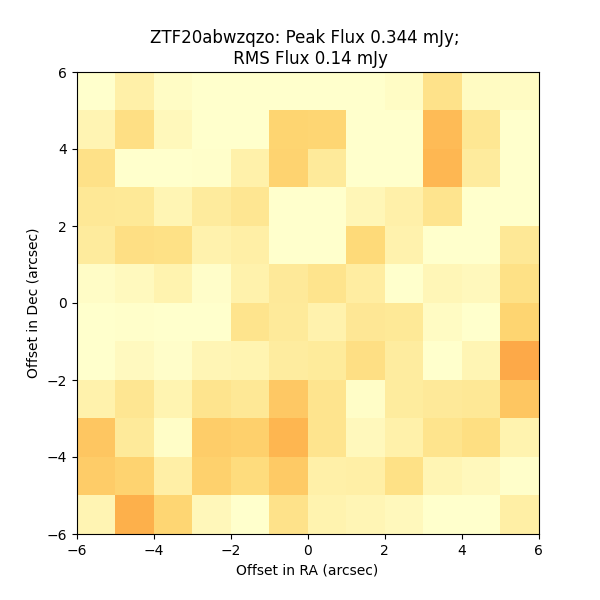 ZTF20abwzqzo: Peak Flux 0.344 mJy;
RMS Flux 0.14 mJy
6
4
2
0
−2
−4
−6
Offset in Dec (arcsec)
−6 −4 −2 0 2 4 6
Offset in RA (arcsec)